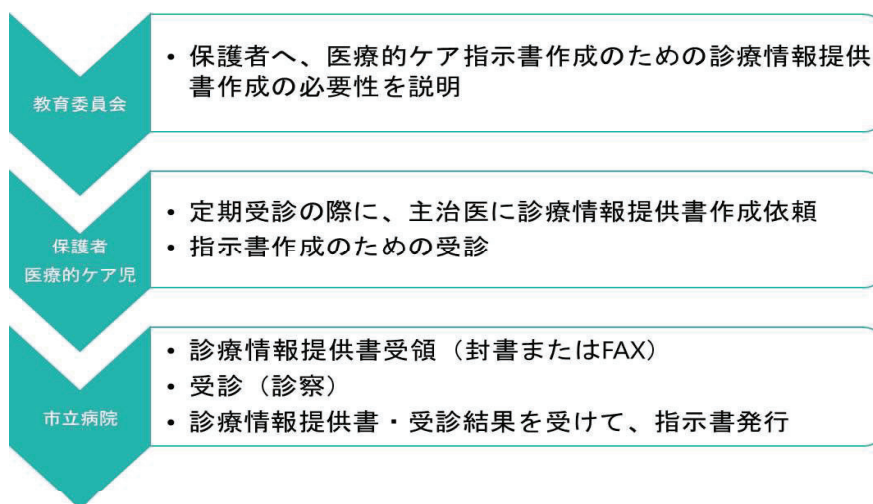 教育委員会
• 保護者へ、医療的ケア指示書作成のための診療情報提供
書作成の必要性を説明
保護者
医療的ケア児
• 定期受診の際に、主治医に診療情報提供書作成依頼
• 指示書作成のための受診
市立病院
• 診療情報提供書受領（封書またはFAX）
• 受診（診察）
• 診療情報提供書・受診結果を受けて、指示書発行